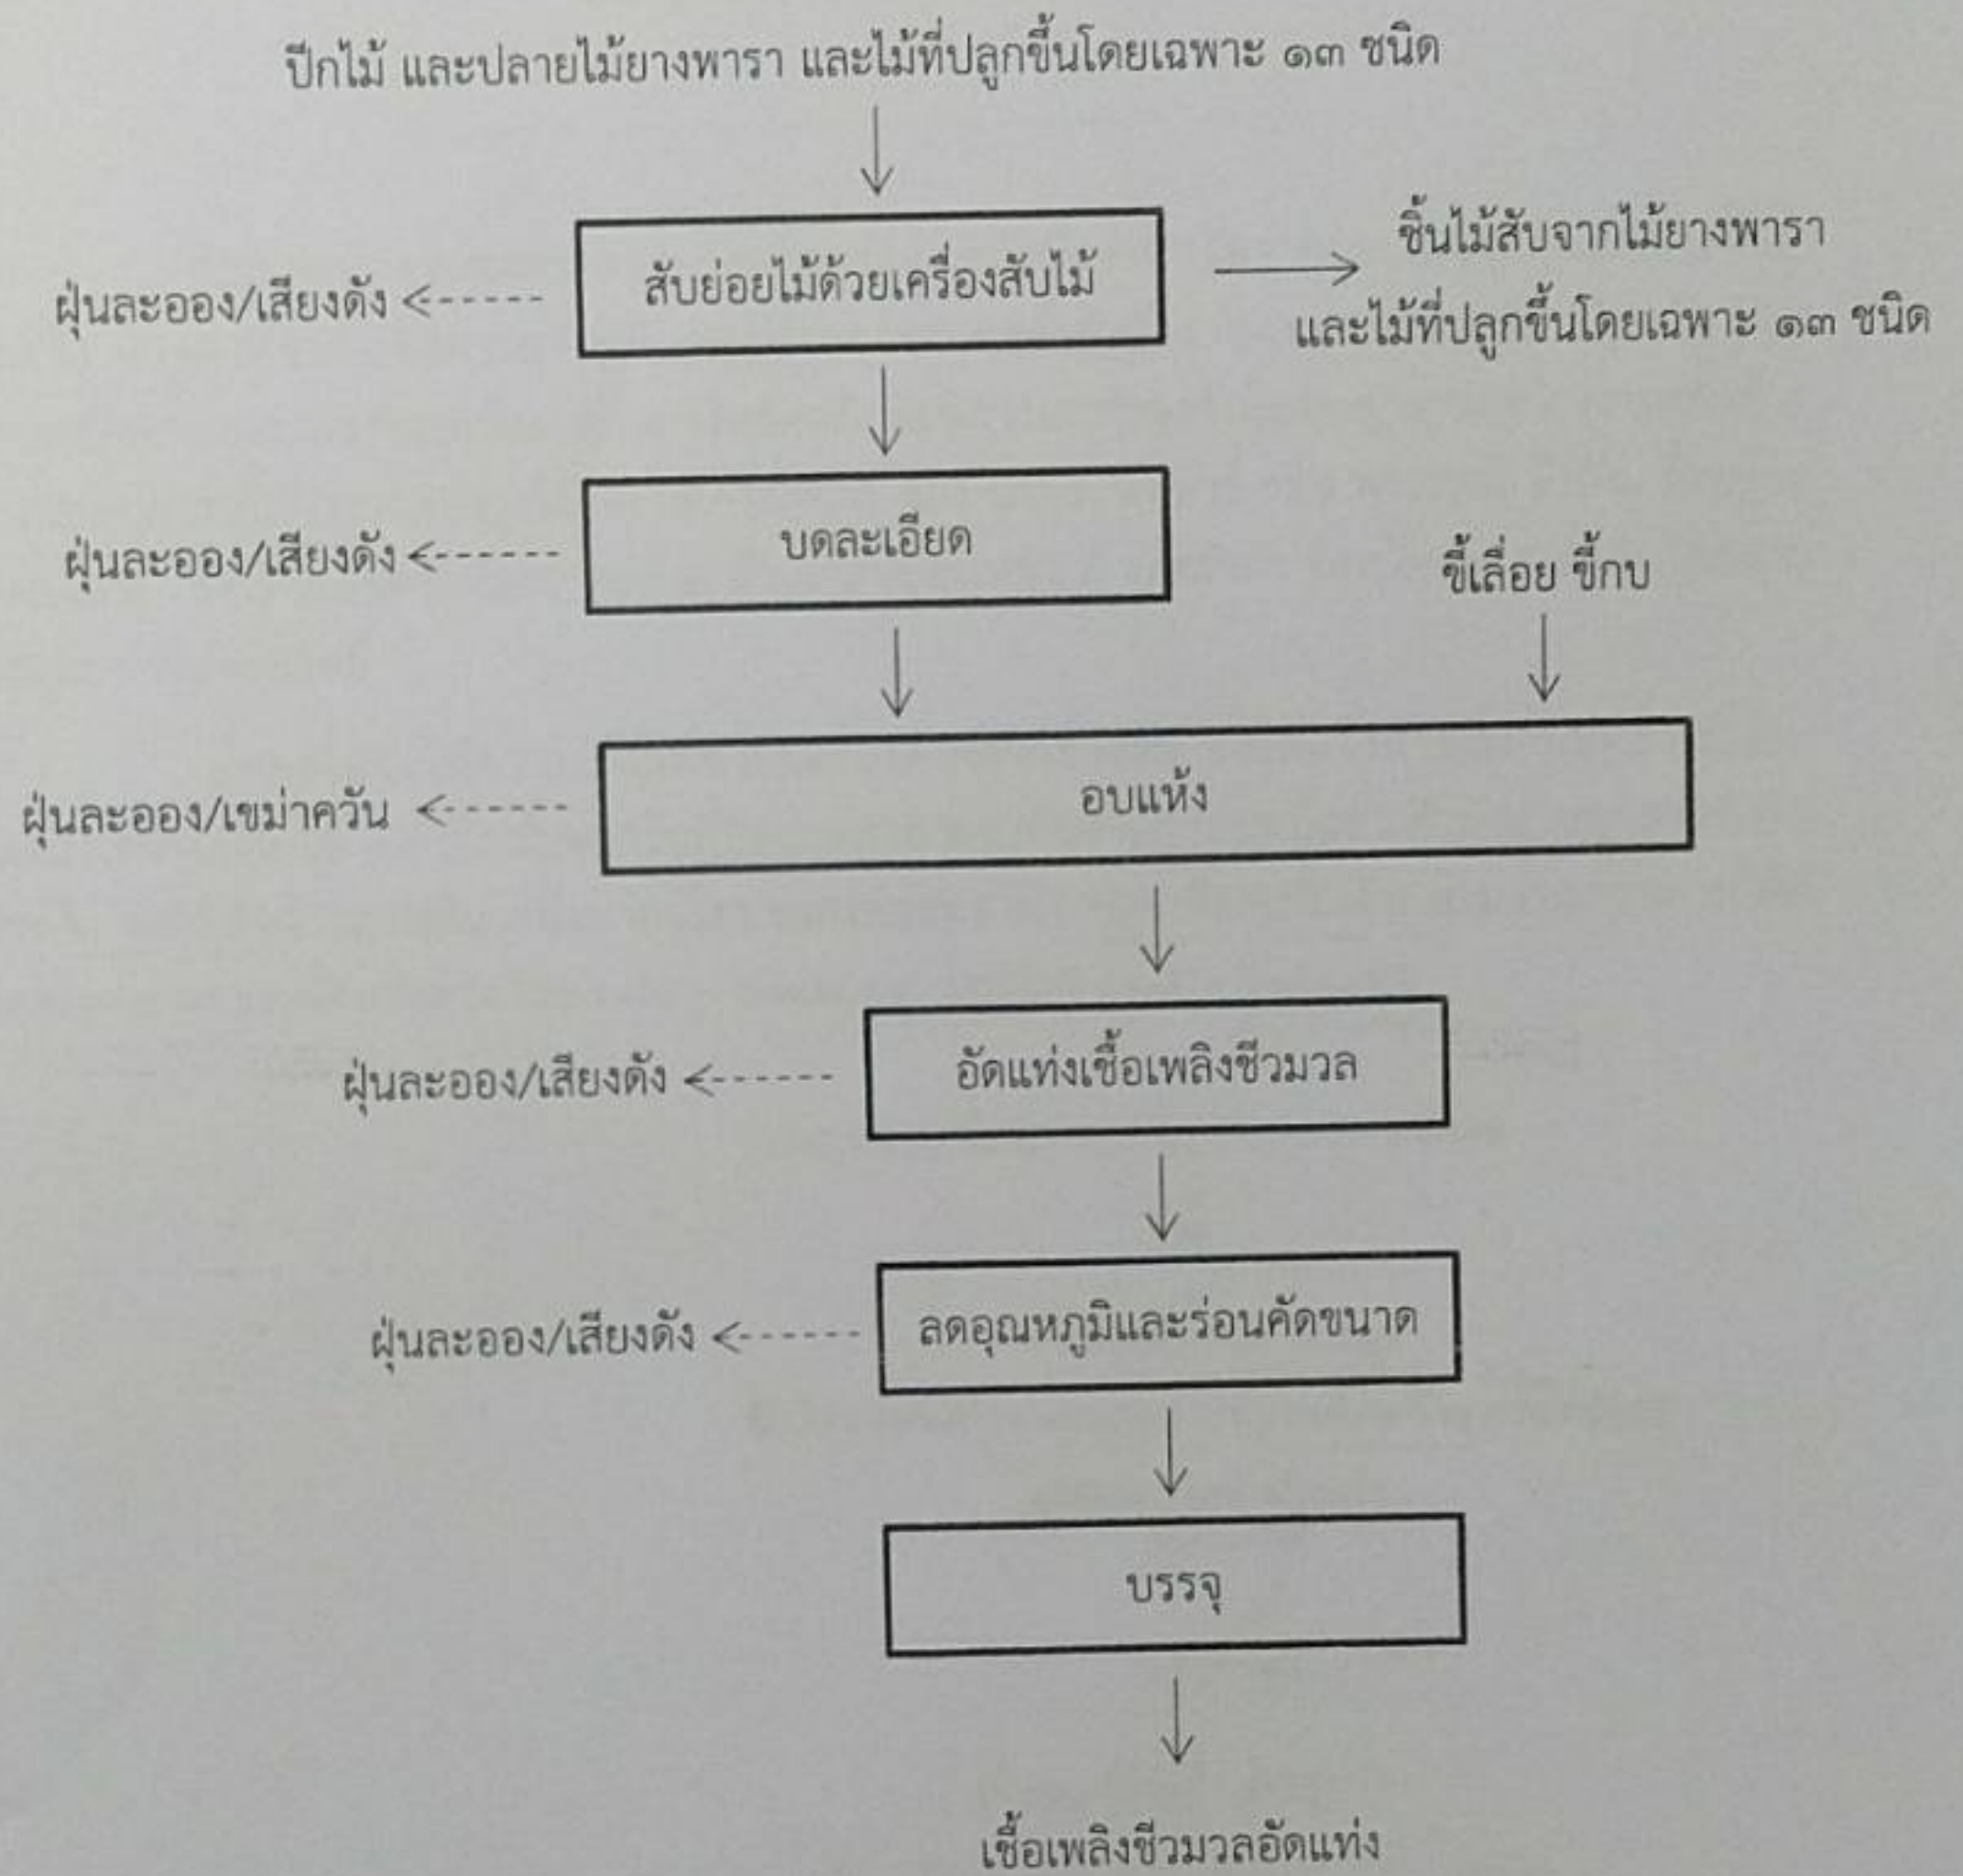 ปีกไม้ และปลายไม้ยางพารา และไม้ที่ปลูกขึ้นโดยเฉพาะ ๑๓ ชนิด
สับย่อยไม้ด้วยเครื่องสับไม้
ชิ้นไม้สับจากไม้ยางพารา
และไม้ที่ปลูกขึ้นโดยเฉพาะ ๑๓ ชนิด
ฝุ่นละออง/เสียงดัง
บดละเอียด
ฝุ่นละออง/เสียงดัง
ขี้เลื่อย ขี้กบ
อบแห้ง
ฝุ่นละออง/เขม่าควัน
อัดแท่งเชื้อเพลิงชีวมวล
ฝุ่นละออง/เสียงดัง
ลดอุณหภูมิและร่อนคัดขนาด
ฝุ่นละออง/เสียงดัง
บรรจุ
เชื้อเพลิงชีวมวลอัดแท่ง